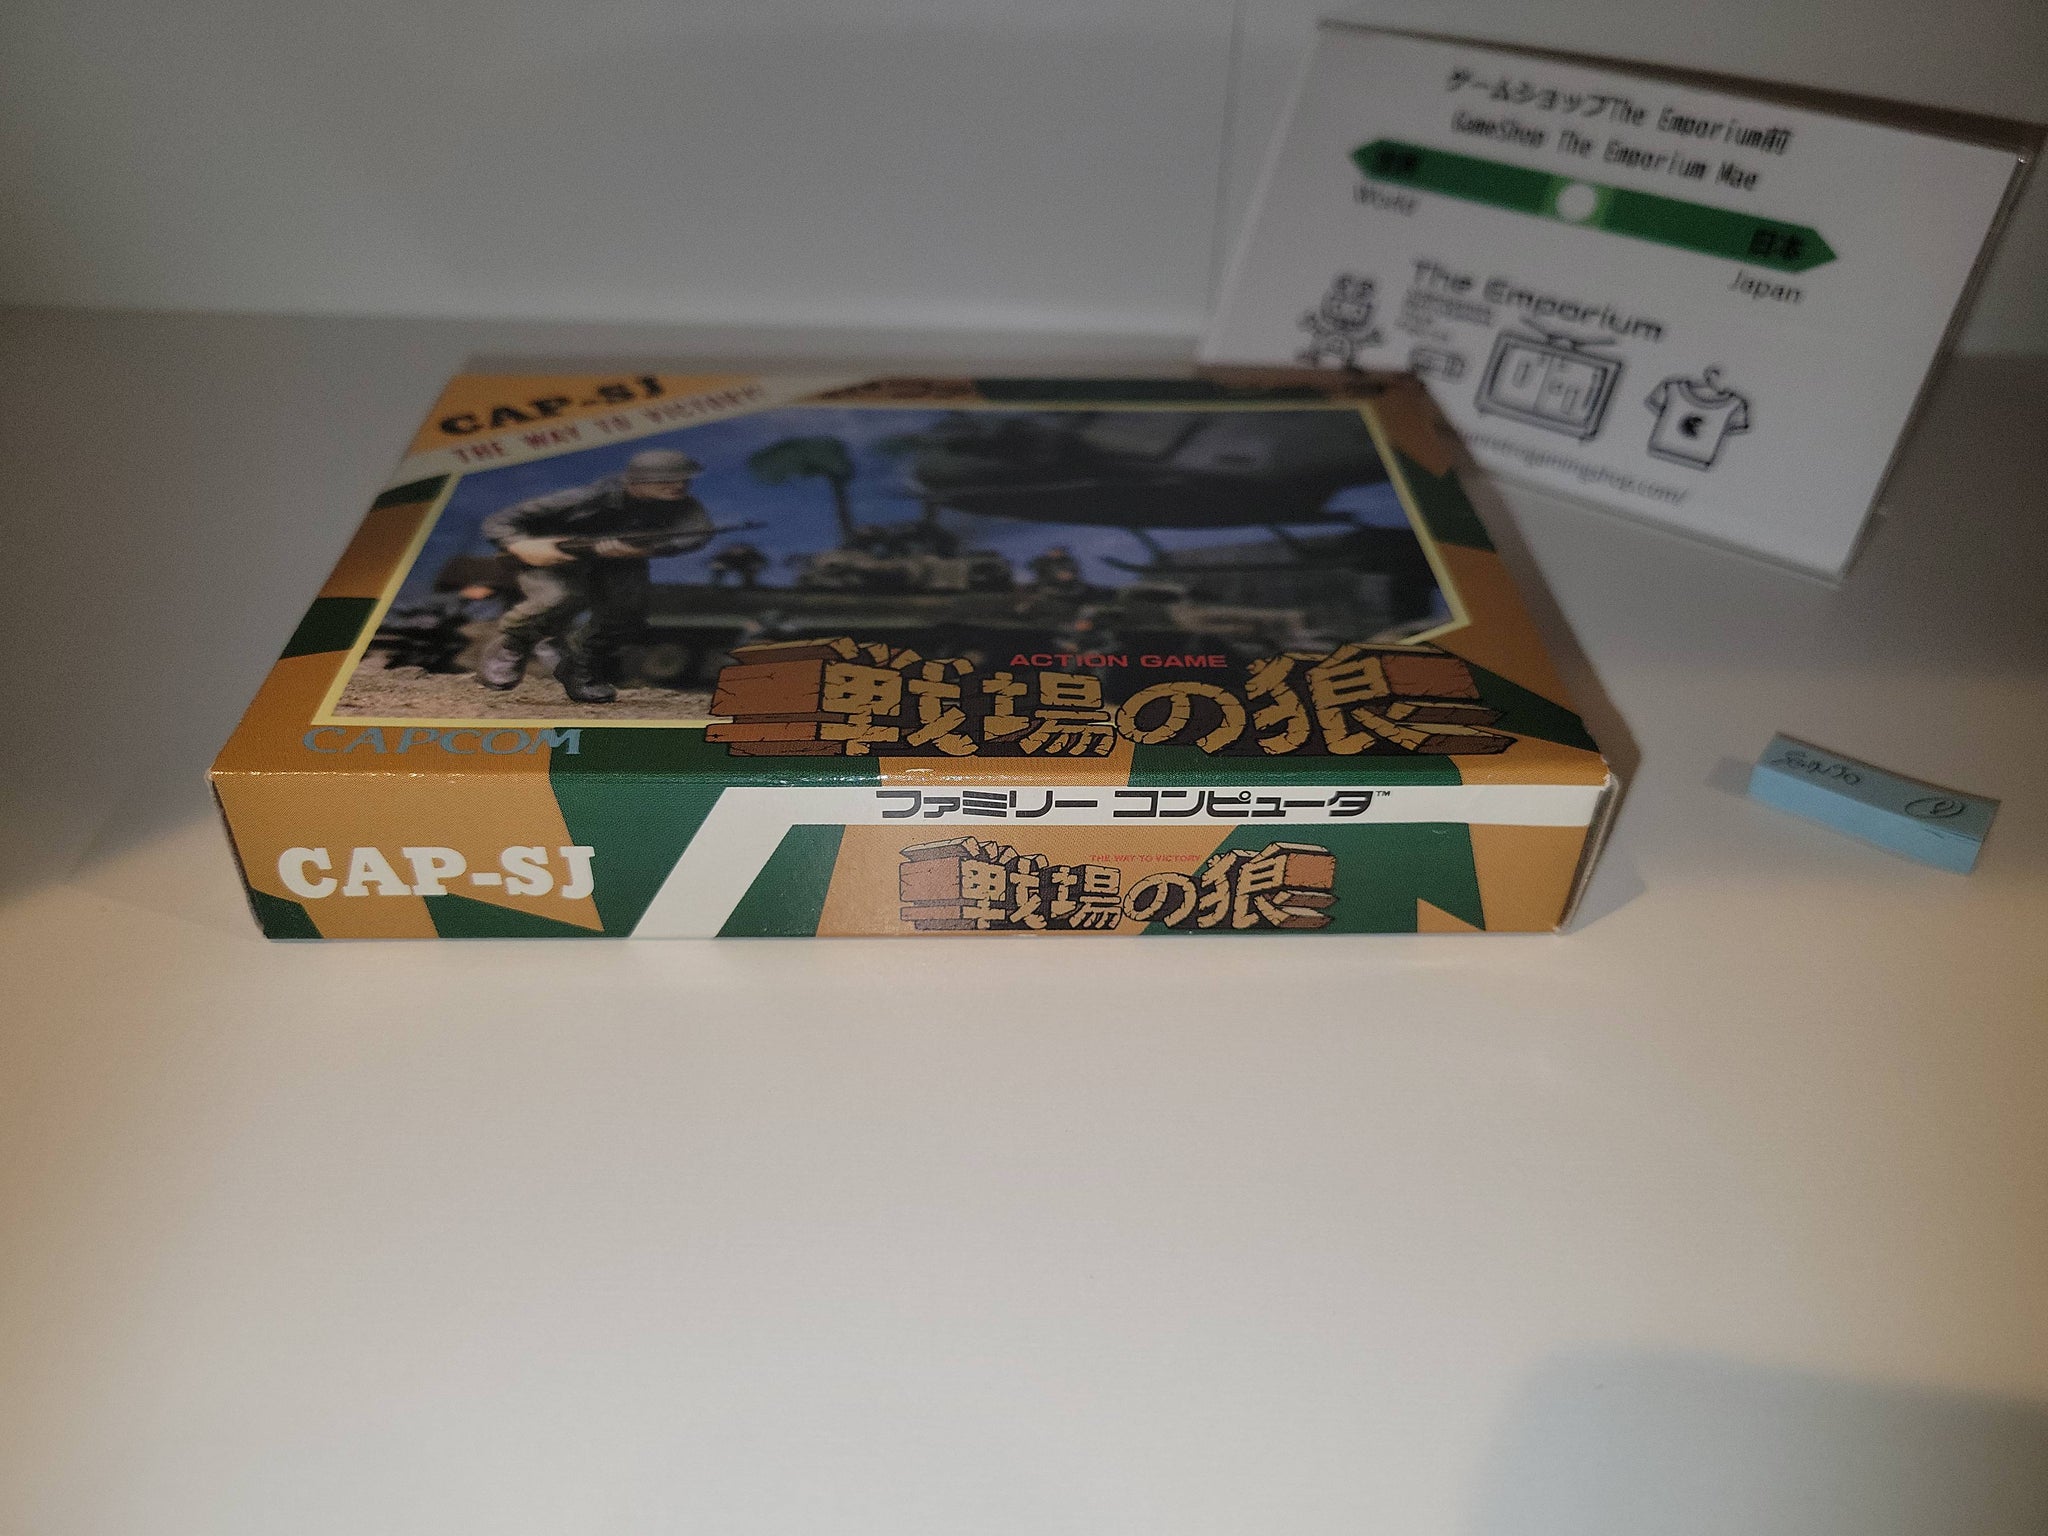 ゲームショップThe Emporium前
GameShop The Emporium Mae
World
日本
Japan
The Emporium
CAP-SJ
THE WAY TO VICTORY!
ACTION GAME
戦場の狼
CAPCOM
ファミリー コンピュータ™
CAP-SJ
THE WAY TO VICTORY
戦場の狼